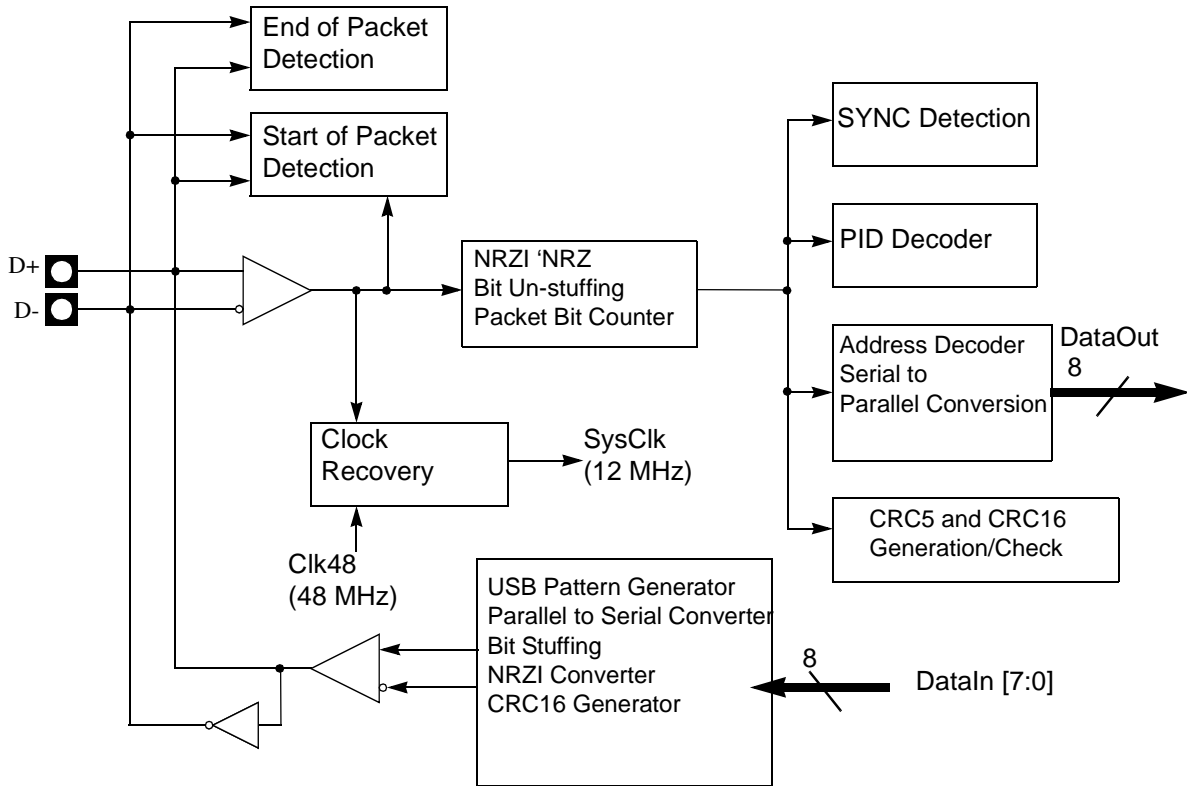 End of Packet
Detection
Start of Packet
Detection
SYNC Detection
PID Decoder
D+
D-
NRZI ‘NRZ
Bit Un-stuffing
Packet Bit Counter
Address Decoder
Serial to
Parallel Conversion
DataOut
8
Clock
Recovery
SysClk
(12 MHz)
CRC5 and CRC16
Generation/Check
Clk48
(48 MHz)
USB Pattern Generator
Parallel to Serial Converter
Bit Stuffing
NRZI Converter
CRC16 Generator
8
DataIn [7:0]